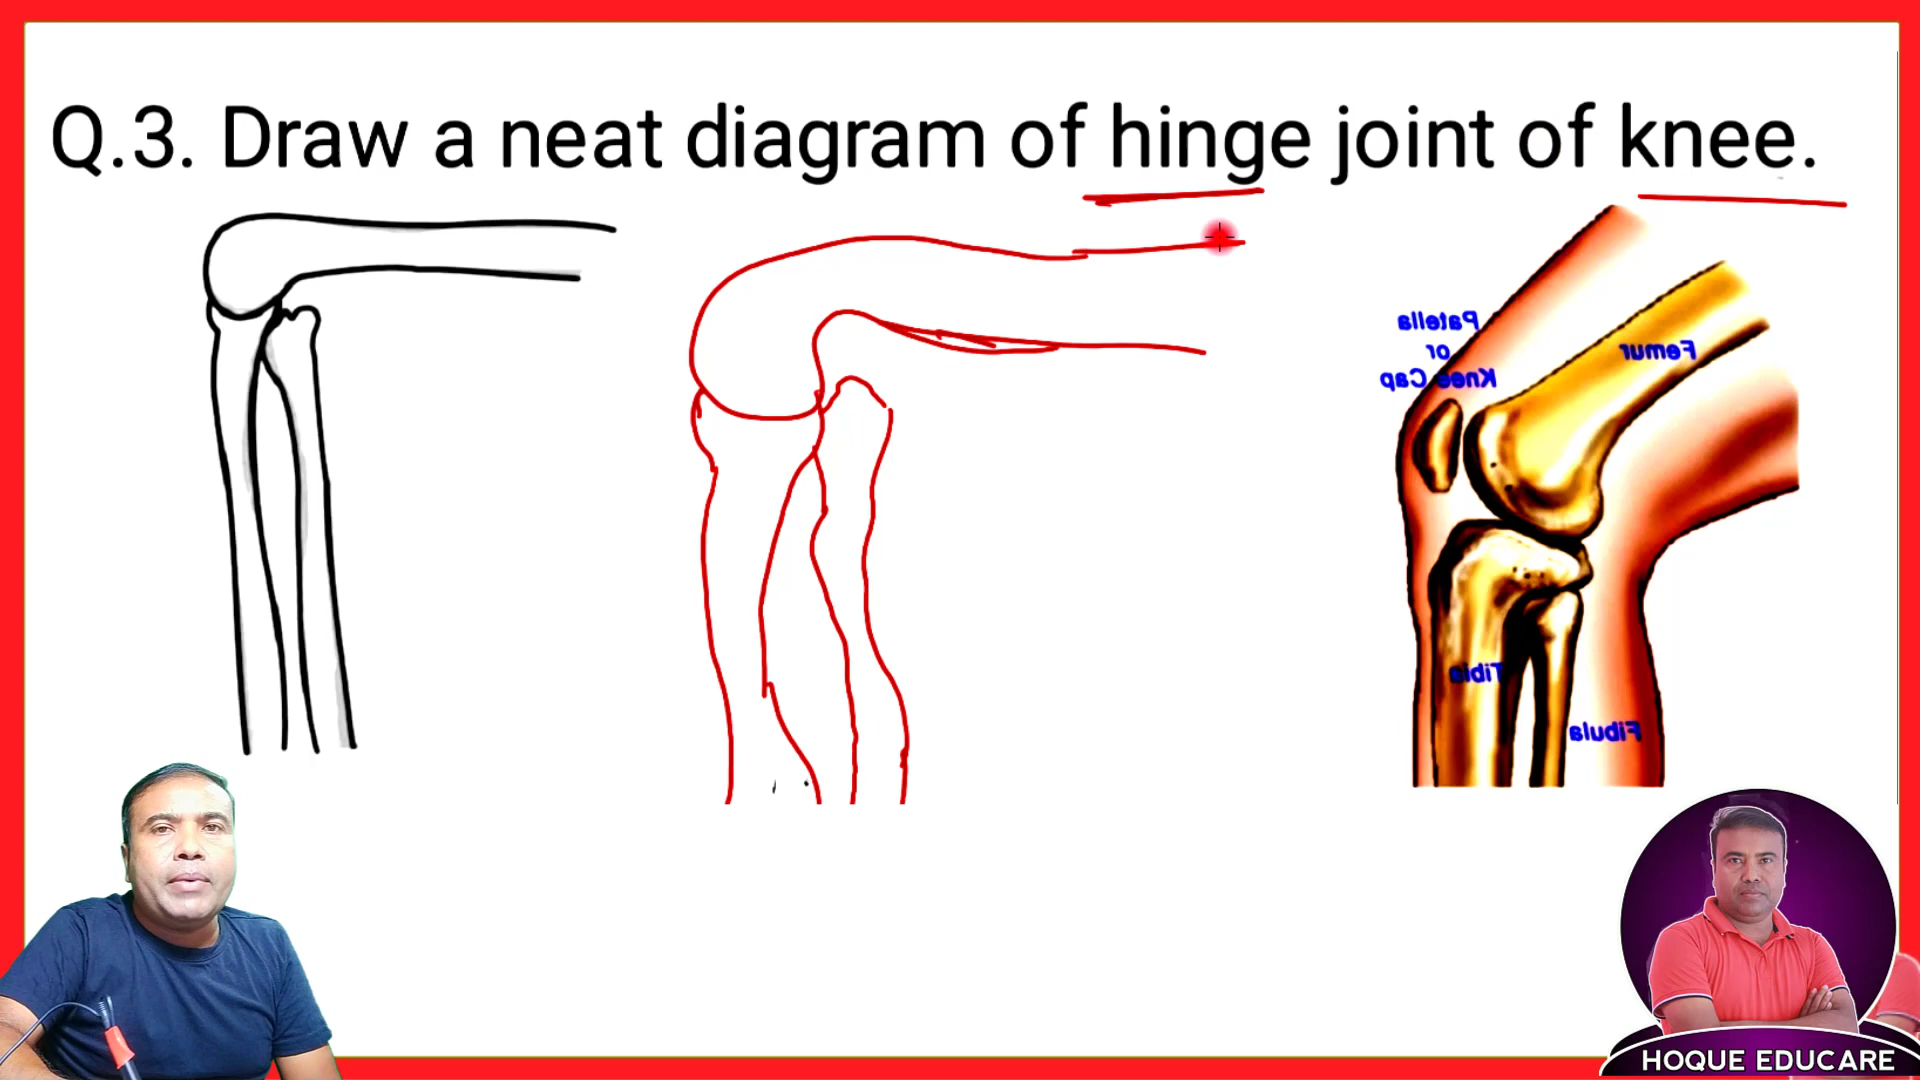 Q.3. Draw a neat diagram of hinge joint of knee.
Patella
or
Knee Cap
Femur
Tibia
Fibula
HOQUE EDUCARE